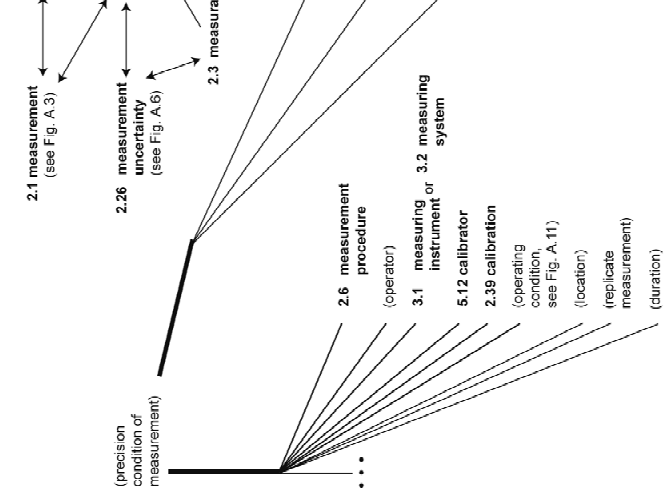 2.1 measurement
(see Fig. A.3)
2.26 measurement
uncertainty
(see Fig. A.6)
2.3 measura
(precision
condition of
measurement)
2.6 measurement
procedure
(operator)
3.1 measuring
instrument or 3.2 measuring
system
5.12 calibrator
2.39 calibration
(operating
condition,
see Fig. A.11)
(location)
(replicate
measurement)
(duration)